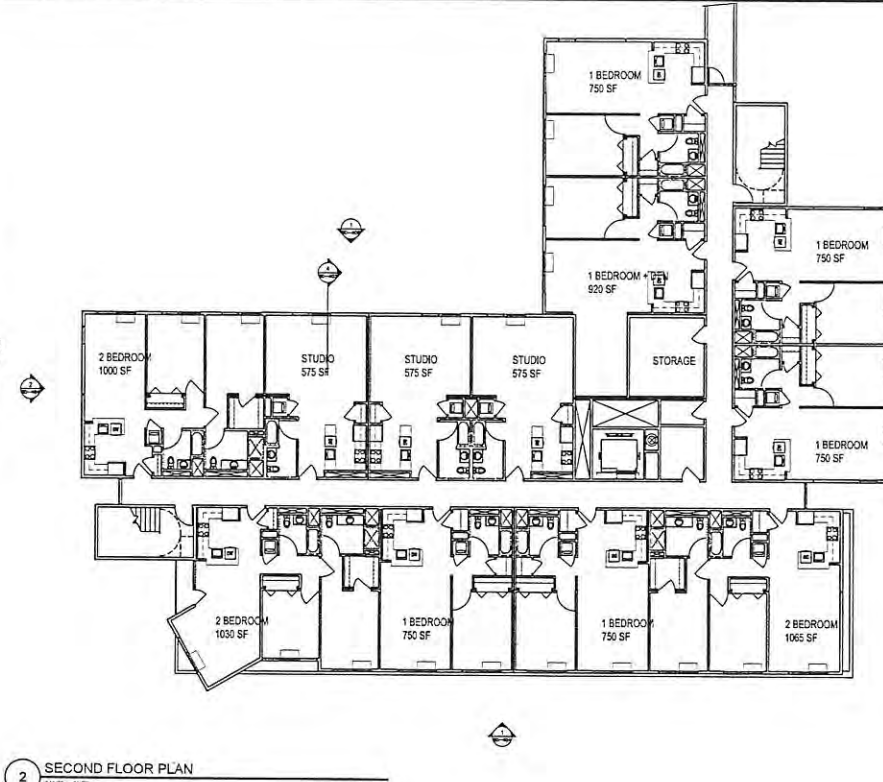 1 BEDROOM
750 SF
1 BEDROOM
920 SF
1 BEDROOM
750 SF
2 BEDROOM
1000 SF
STUDIO
575 SF
STUDIO
575 SF
STUDIO
575 SF
STORAGE
1 BEDROOM
750 SF
2 BEDROOM
1030 SF
1 BEDROOM
750 SF
1 BEDROOM
750 SF
2 BEDROOM
1065 SF
2
SECOND FLOOR PLAN